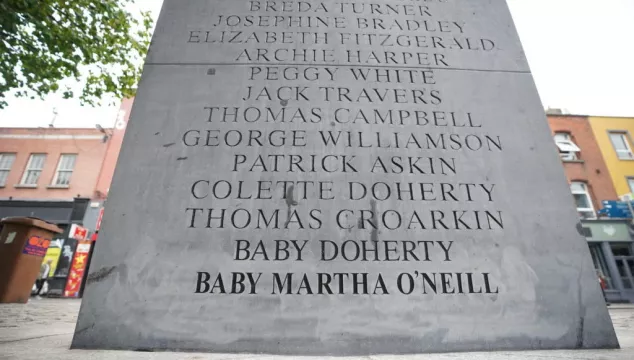 BREDA TURNER
JOSEPHINE BRADLEY
ELIZABETH FITZGERALD
ARCHIE HARPER
PEGGY WHITE
JACK TRAVERS
THOMAS CAMPBELL
GEORGE WILLIAMSON
PATRICK ASKIN
COLETTE DOHERTY
THOMAS CROARKIN
BABY DOHERTY
BABY MARTHA O'NEILL